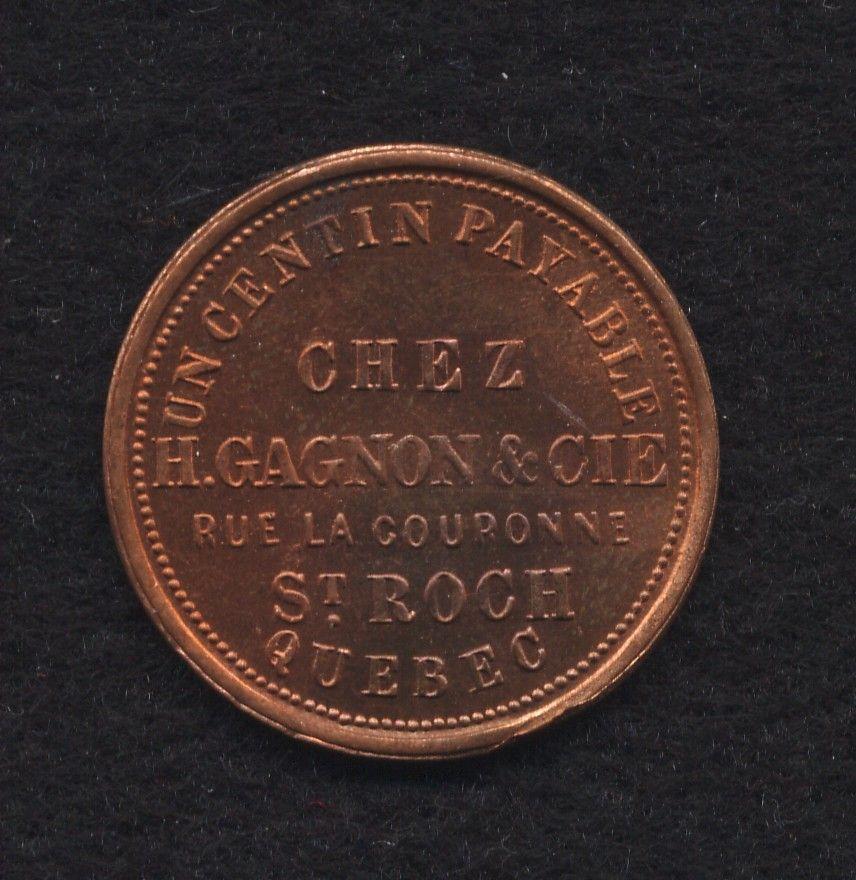 UN CENTIN PAYABLE
CHEZ
H. GAGNON & CIE
RUE LA COURONNE
ST. ROCH
QUEBEC